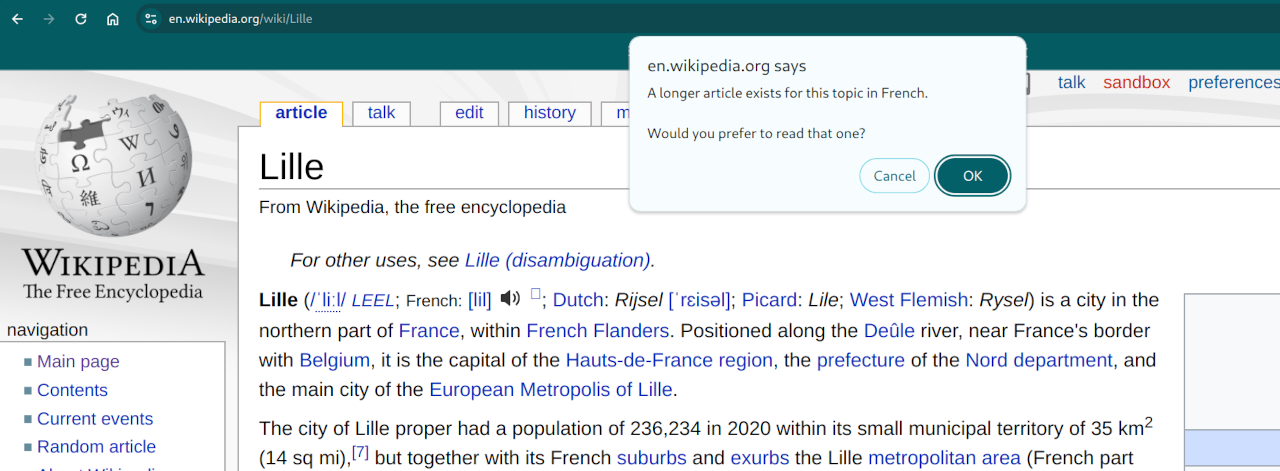 en.wikipedia.org/wiki/Lille
en.wikipedia.org says
A longer article exists for this topic in French.
Would you prefer to read that one?
Cancel OK
talk sandbox preferences
article talk edit history m
Lille
From Wikipedia, the free encyclopedia
WIKIPEDIA
The Free Encyclopedia
For other uses, see Lille (disambiguation).
Lille (/ˈliːl/ LEEL; French: [lil] ; Dutch: Rijsel [ˈrɛisəl]; Picard: Lile; West Flemish: Rysel) is a city in the
northern part of France, within French Flanders. Positioned along the Deûle river, near France's border
with Belgium, it is the capital of the Hauts-de-France region, the prefecture of the Nord department, and
the main city of the European Metropolis of Lille.
The city of Lille proper had a population of 236,234 in 2020 within its small municipal territory of 35 km²
(14 sq mi),[7] but together with its French suburbs and exurbs the Lille metropolitan area (French part
navigation
Main page
Contents
Current events
Random article